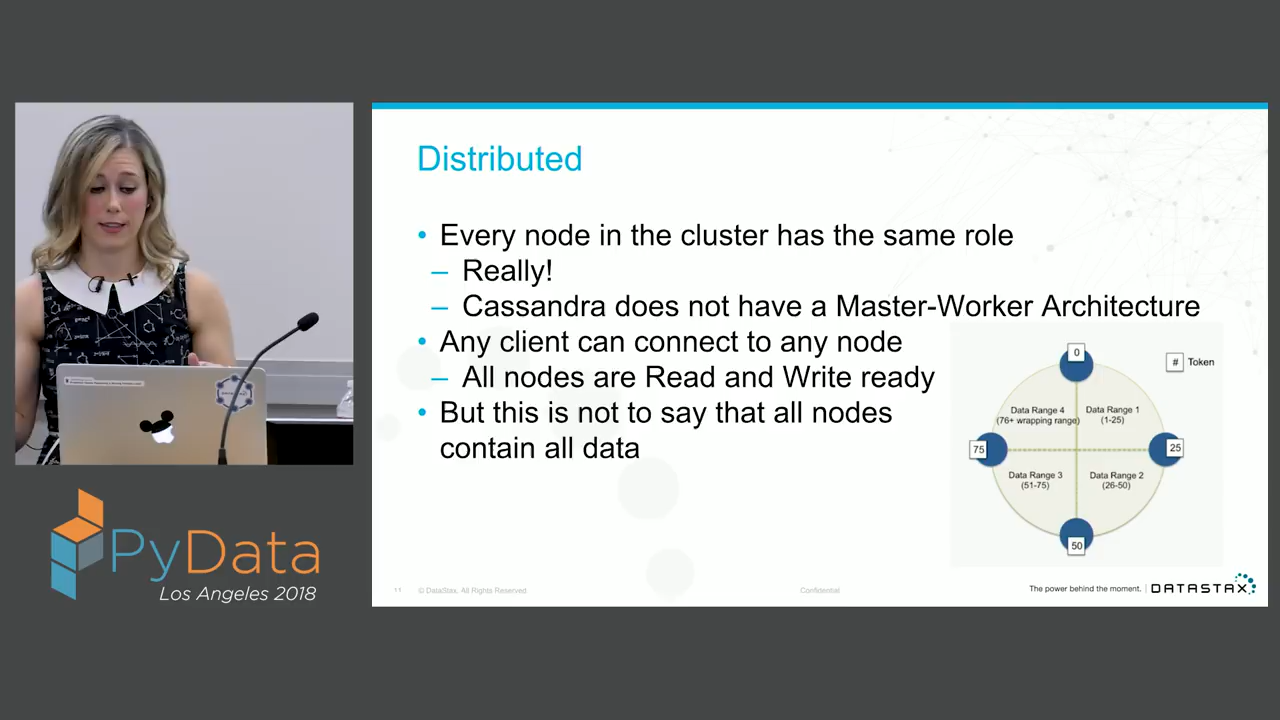 Distributed
• Every node in the cluster has the same role
– Really!
– Cassandra does not have a Master-Worker Architecture
• Any client can connect to any node
– All nodes are Read and Write ready
• But this is not to say that all nodes
contain all data
0
# Token
Data Range 4
(76+ wrapping range)
Data Range 1
(1-25)
75
25
Data Range 3
(51-75)
Data Range 2
(26-50)
50
11
© DataStax, All Rights Reserved
Confidential
The power behind the moment. | DATASTAX
PyData
Los Angeles 2018